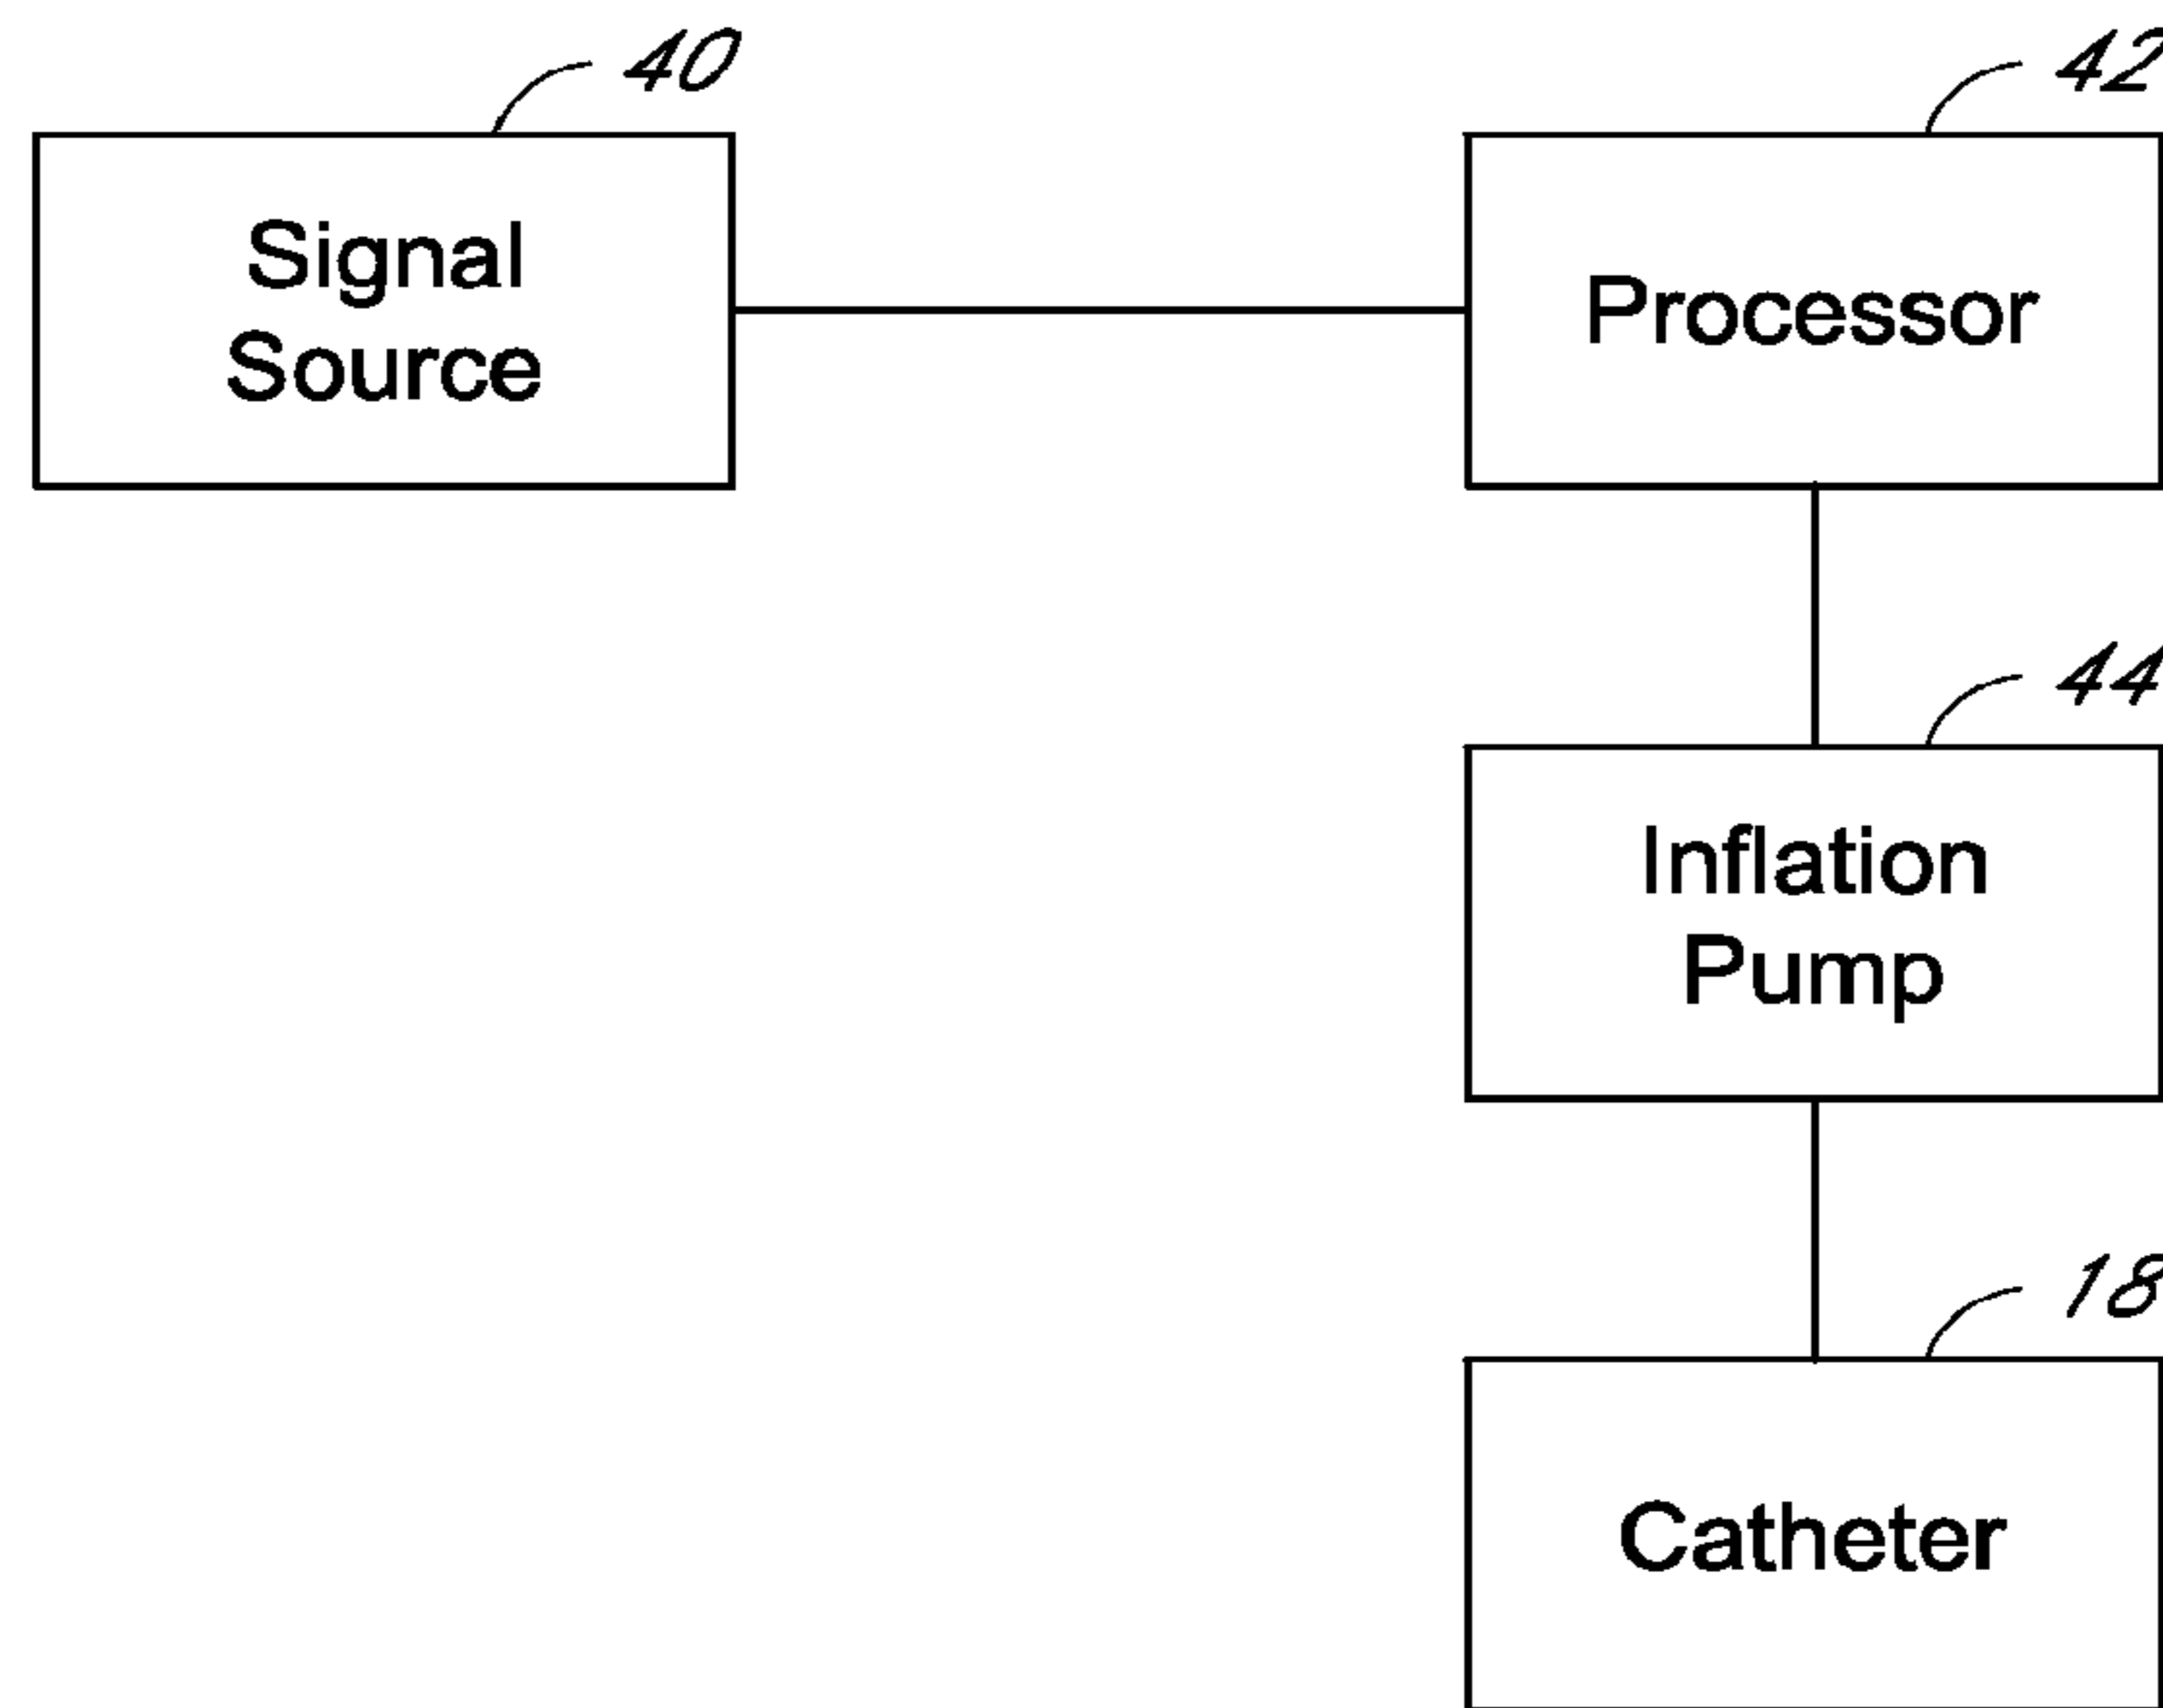 40
42
Signal
Source
Processor
44
Inflation
Pump
18
Catheter